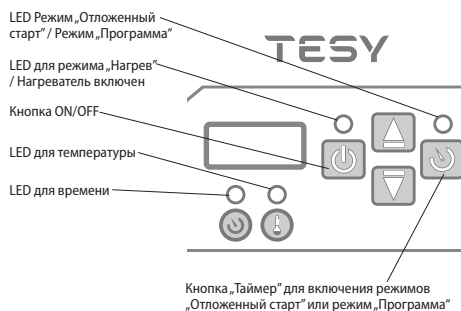 LED Режим „Отложенный
старт” / Режим „Программа“
TESY
LED для режима „Нагрев”
/ Нагреватель включен
Кнопка ON/OFF
LED для температуры
LED для времени
Кнопка „Таймер” для включения режимов
„Отложенный старт” или режим „Программа“